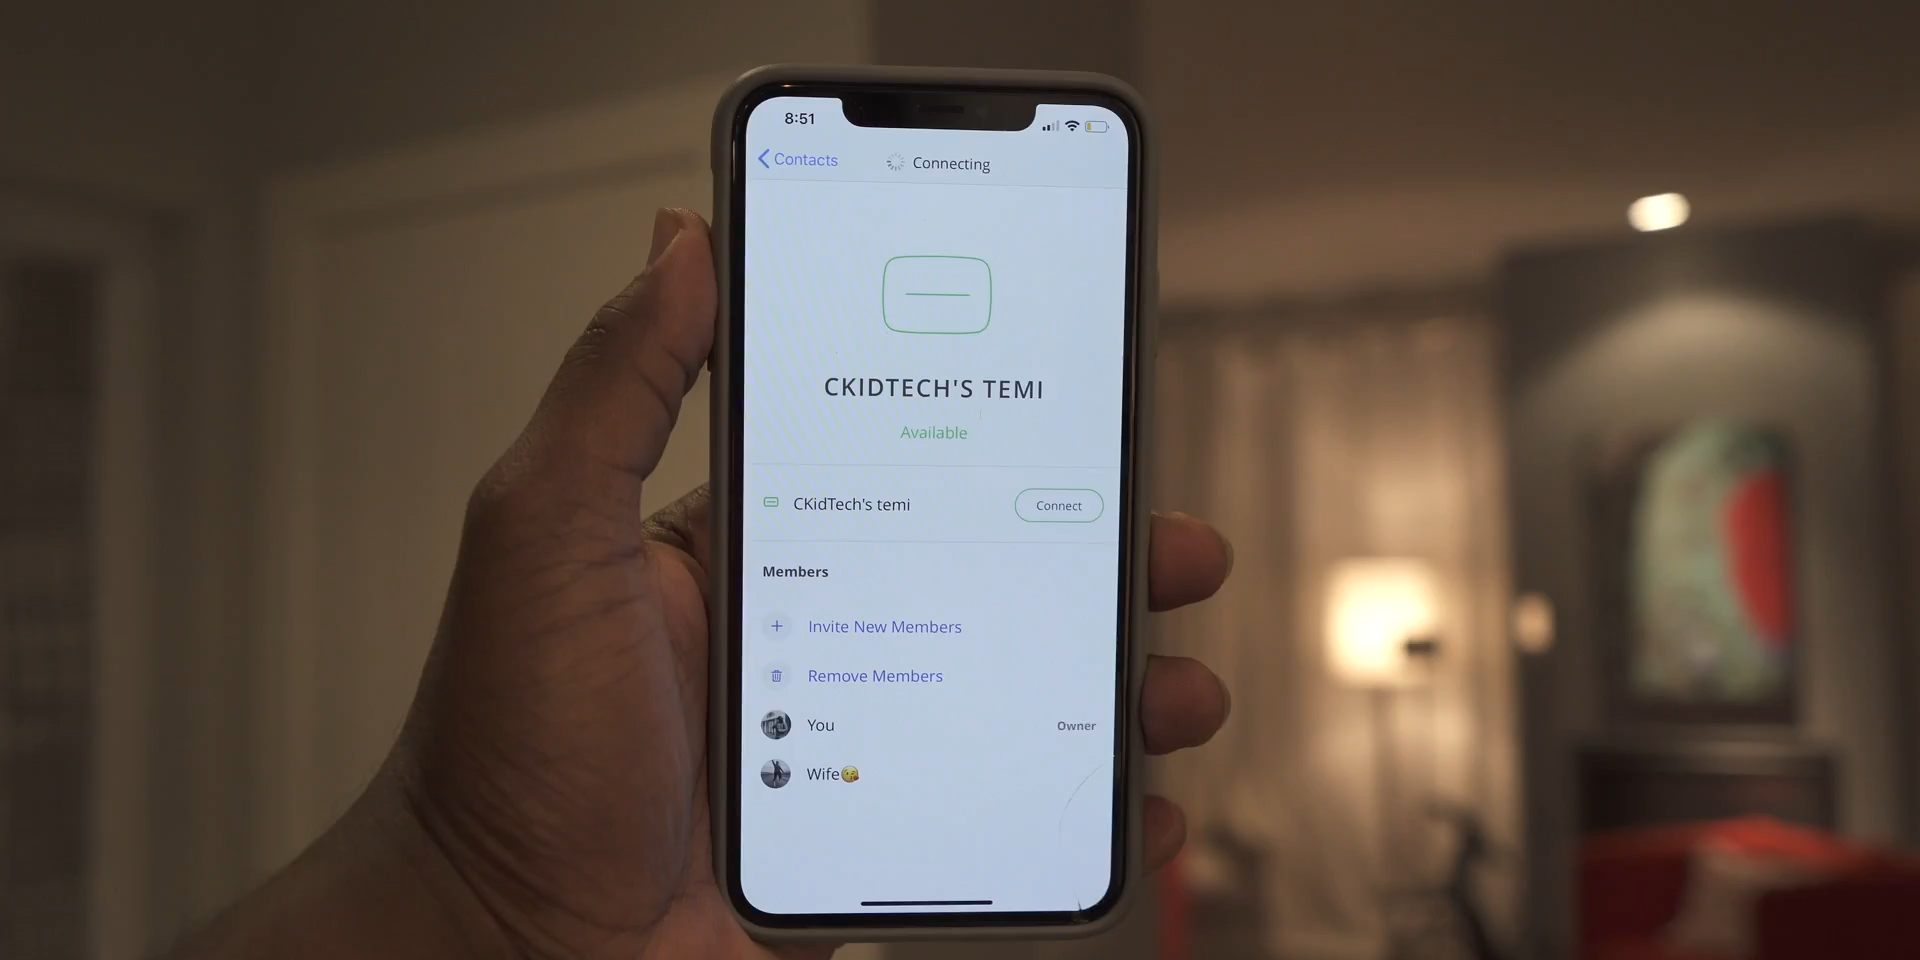 8:51
Contacts
Connecting
CKIDTECH'S TEMI
Available
CKidTech's temi
Connect
Members
Invite New Members
Remove Members
You
Owner
Wife😘